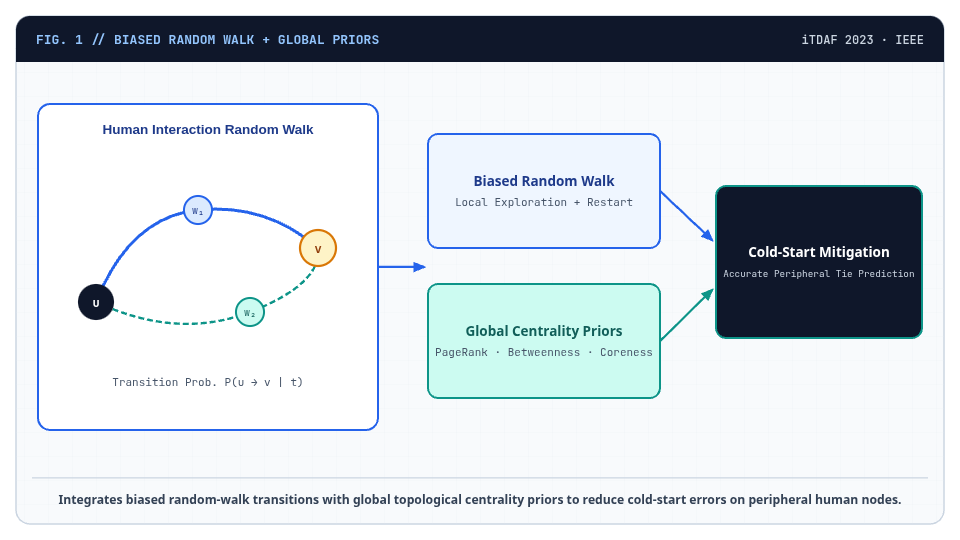 FIG. 1 // BIASED RANDOM WALK + GLOBAL PRIORS
iTDAF 2023 · IEEE
Human Interaction Random Walk
W₁
V
U
W₂
Transition Prob. P(u → v | t)
Biased Random Walk
Local Exploration + Restart
Global Centrality Priors
PageRank · Betweenness · Coreness
Cold-Start Mitigation
Accurate Peripheral Tie Prediction
Integrates biased random-walk transitions with global topological centrality priors to reduce cold-start errors on peripheral human nodes.